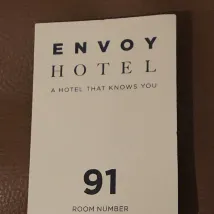 ENVOY
HOTEL
A HOTEL THAT KNOWS YOU
91
ROOM NUMBER